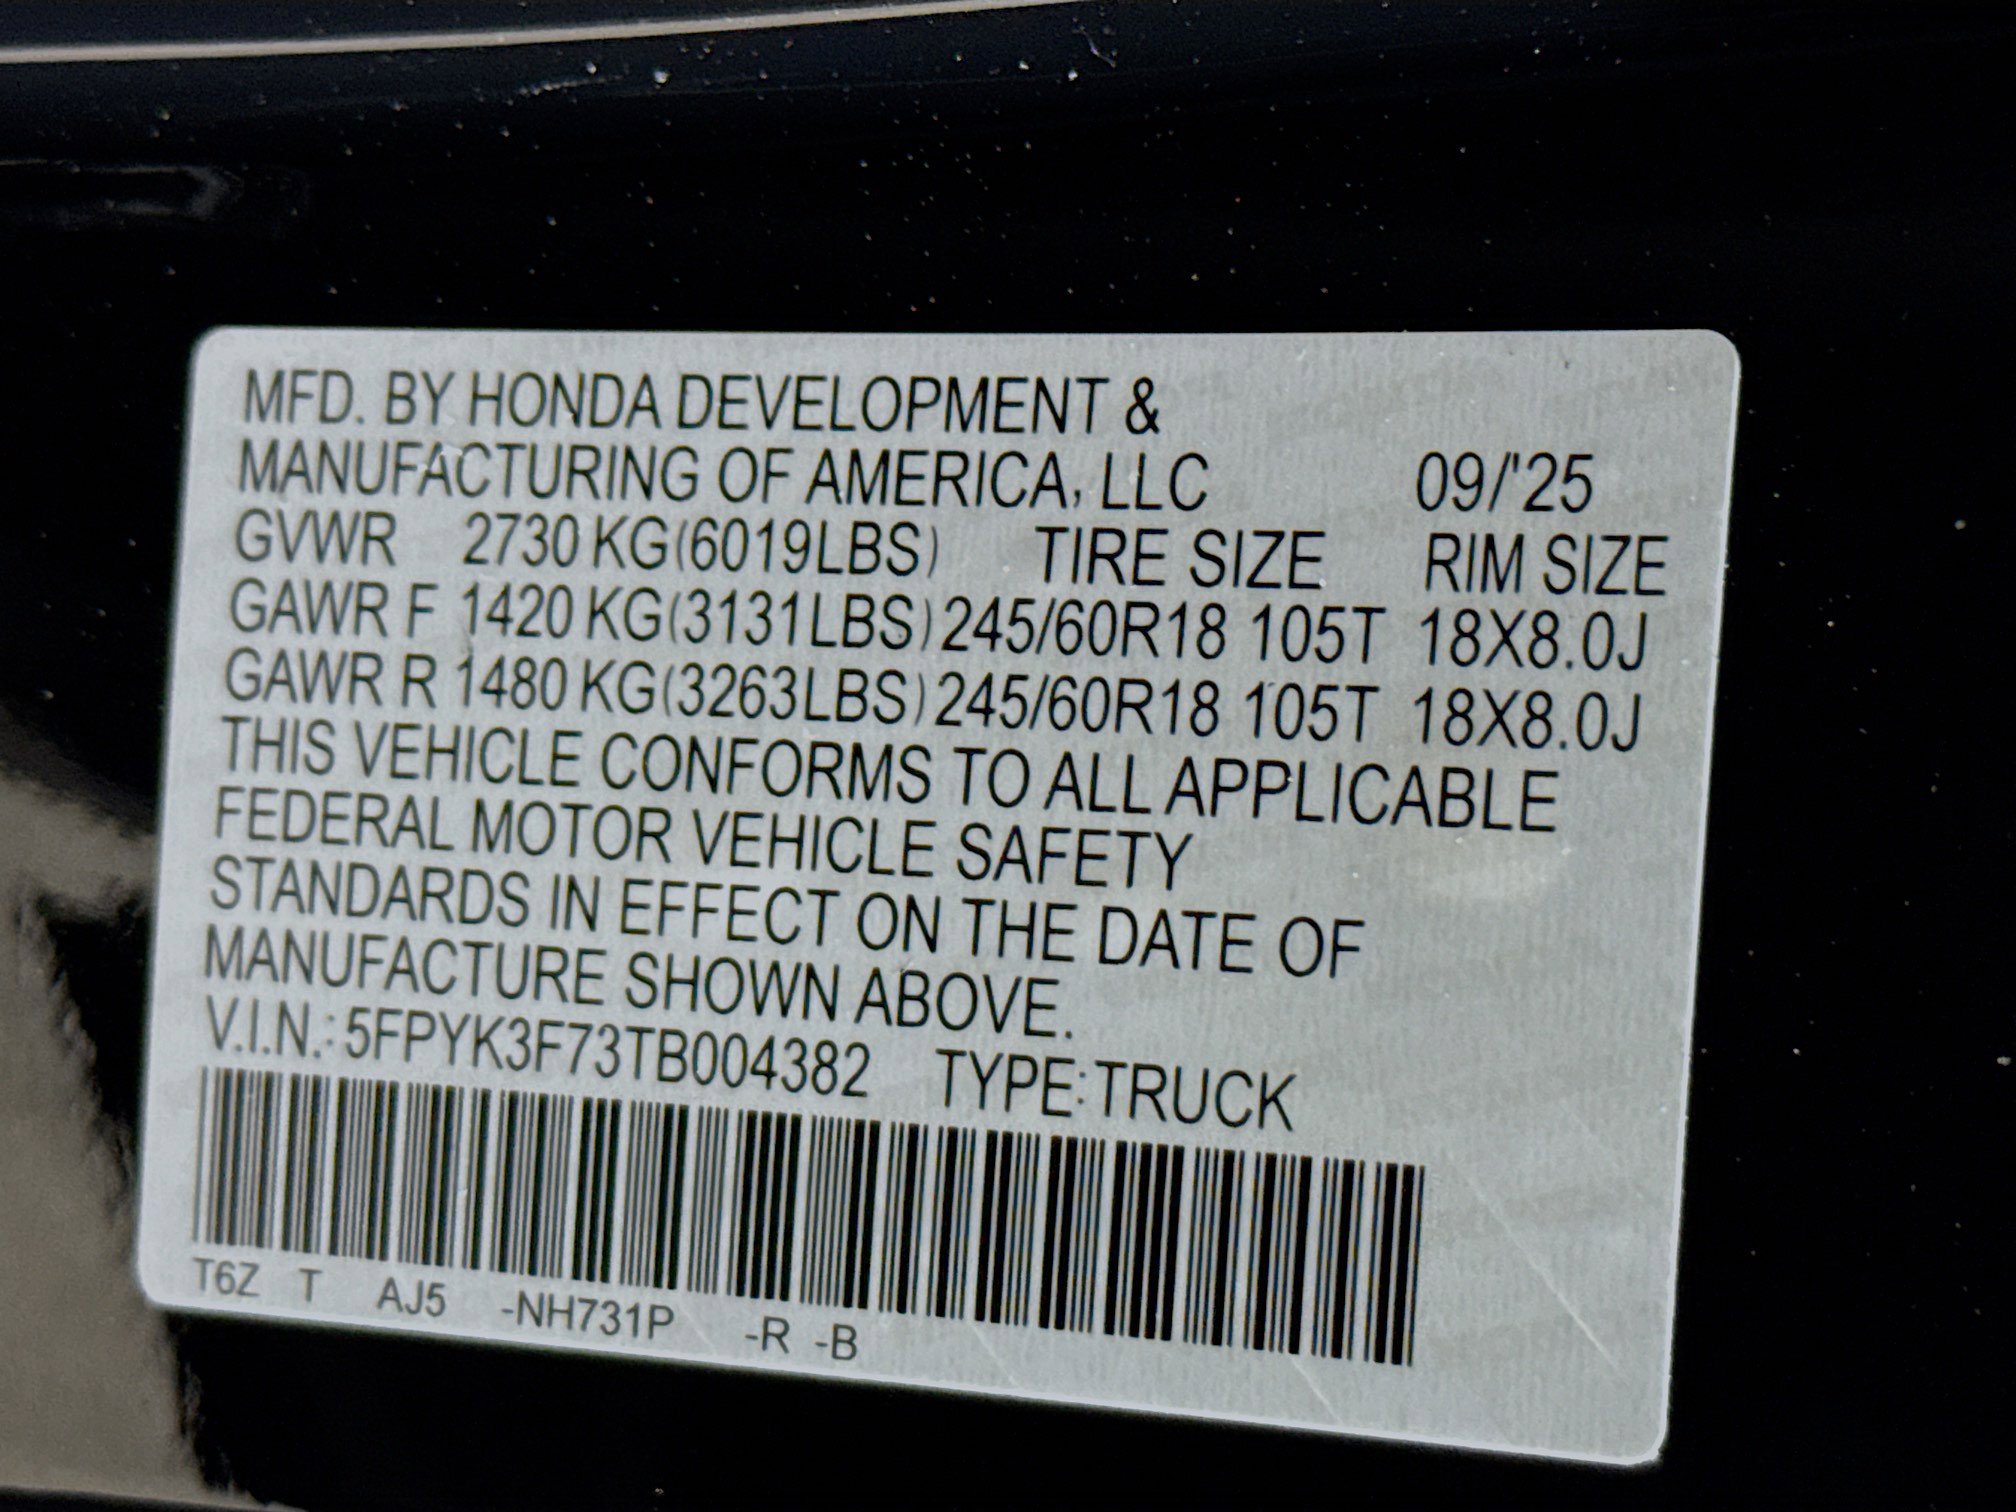 MFD. BY HONDA DEVELOPMENT &
MANUFACTURING OF AMERICA, LLC 09/'25
GVWR 2730 KG(6019LBS) TIRE SIZE RIM SIZE
GAWR F 1420 KG(3131LBS) 245/60R18 105T 18X8.0J
GAWR R 1480 KG(3263LBS) 245/60R18 105T 18X8.0J
THIS VEHICLE CONFORMS TO ALL APPLICABLE
FEDERAL MOTOR VEHICLE SAFETY
STANDARDS IN EFFECT ON THE DATE OF
MANUFACTURE SHOWN ABOVE.
V.I.N.: 5FPYK3F73TB004382 TYPE: TRUCK
T6Z T AJ5 -NH731P -R -B